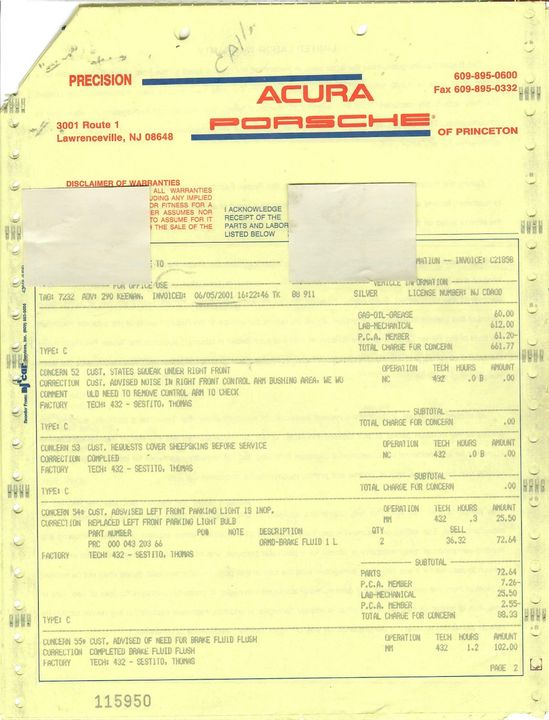 CAll
PRECISION
609-895-0600
ACURA
Fax 609-895-0332
3001 Route 1
PORSCHE®
Lawrenceville, NJ 08648
OF PRINCETON
DISCLAIMER OF WARRANTIES
ALL WARRANTIES
UDING ANY IMPLIED
OR FITNESS FOR A
ER ASSUMES NOR
TO ASSUME FOR IT
THE SALE OF THE
I ACKNOWLEDGE
RECEIPT OF THE
PARTS AND LABOR
LISTED BELOW
TO
MATION - INVOICE: C21856
FOR OFFICE USE
VEHICLE INFORMATION
TAG: 7232 ADV: 290 KEENAN, INVOICED: 06/05/2001 16:22:46 TK 88 911 SILVER LICENSE NUMBER: NJ
GAS-OIL-GREASE 60.00
LAB-MECHANICAL 612.00
P.C.A. MEMBER 61.20-
TYPE: C TOTAL CHARGE FOR CONCERN 661.77
CONCERN 52 CUST. STATES SQUEAK UNDER RIGHT FRONT OPERATION TECH HOURS AMOUNT
CORRECTION CUST. ADVISED NOISE IN RIGHT FRONT CONTROL ARM BUSHING AREA. WE WO NC 432 .0 B .00
COMMENT ULD NEED TO REMOVE CONTROL ARM TO CHECK
FACTORY TECH: 432 - SESTITO, THOMAS
SUBTOTAL
TYPE: C TOTAL CHARGE FOR CONCERN .00
CONCERN 53 CUST. REQUESTS COVER SHEEPSKINS BEFORE SERVICE OPERATION TECH HOURS AMOUNT
CORRECTION COMPLIED NC 432 .0 B .00
FACTORY TECH: 432 - SESTITO, THOMAS
SUBTOTAL
TYPE: C TOTAL CHARGE FOR CONCERN .00
CONCERN 54* CUST. ABSVISED LEFT FRONT PARKING LIGHT IS INOP. OPERATION TECH HOURS AMOUNT
CORRECTION REPLACED LEFT FRONT PARKING LIGHT BULB MM 432 .3 25.50
PART NUMBER PO# NOTE DESCRIPTION QTY SELL
PRC 000 043 203 66 ORMD-BRAKE FLUID 1 L 2 36.32 72.64
FACTORY TECH: 432 - SESTITO, THOMAS
SUBTOTAL
PARTS 72.64
P.C.A. MEMBER 7.26-
LAB-MECHANICAL 25.50
P.C.A. MEMBER 2.55-
TYPE: C TOTAL CHARGE FOR CONCERN 88.33
CONCERN 55* CUST. ADVISED OF NEED FOR BRAKE FLUID FLUSH OPERATION TECH HOURS AMOUNT
CORRECTION COMPLETED BRAKE FLUID FLUSH MM 432 1.2 102.00
FACTORY TECH: 432 - SESTITO, THOMAS
PAGE 2
115950